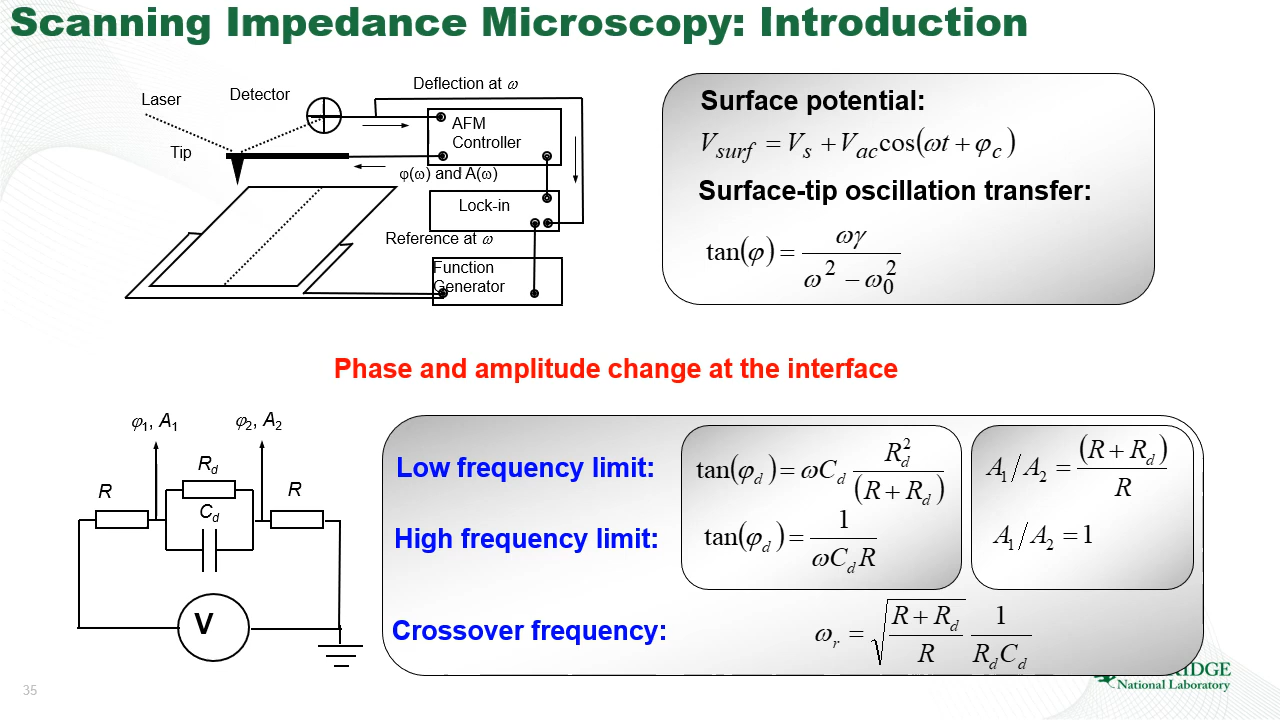 Scanning Impedance Microscopy: Introduction
Deflection at ω
Laser
Detector
AFM
Controller
Tip
φ(ω) and A(ω)
Lock-in
Reference at ω
Function
Generator
Surface potential:
V_surf = V_s + V_ac cos(ωt + φ_c)
Surface-tip oscillation transfer:
tan(φ) = ωγ / (ω² − ω₀²)
Phase and amplitude change at the interface
φ₁, A₁
φ₂, A₂
R_d
R
R
C_d
V
Low frequency limit:
tan(φ_d) = ωC_d R_d² / (R + R_d)
A₁/A₂ = (R + R_d) / R
High frequency limit:
tan(φ_d) = 1 / ωC_d R
A₁/A₂ = 1
Crossover frequency:
ω_r = √((R + R_d) / R) 1 / R_d C_d
National Laboratory
35